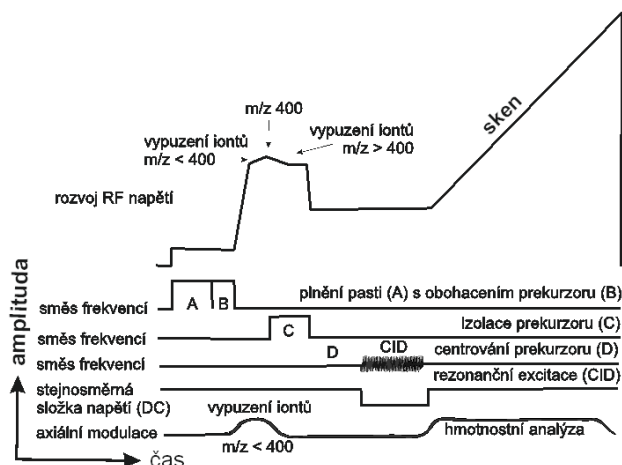 m/z 400
vypuzení iontů
m/z < 400
vypuzení iontů
m/z > 400
sken
rozvoj RF napětí
amplituda
směs frekvencí
A
B
plnění pasti (A) s obohacením prekurzoru (B)
směs frekvencí
C
izolace prekurzoru (C)
směs frekvencí
D
CID
centrování prekurzoru (D)
rezonanční excitace (CID)
stejnosměrná
složka napětí (DC)
vypuzení iontů
axiální modulace
m/z < 400
hmotnostní analýza
čas